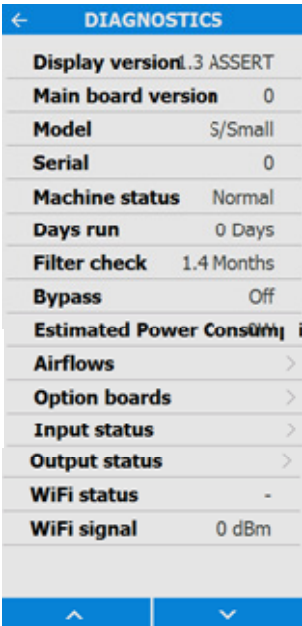 DIAGNOSTICS
Display version 1.3 ASSERT
Main board version 0
Model S/Small
Serial 0
Machine status Normal
Days run 0 Days
Filter check 1.4 Months
Bypass Off
Estimated Power
Airflows
Option boards
Input status
Output status
WiFi status -
WiFi signal 0 dBm